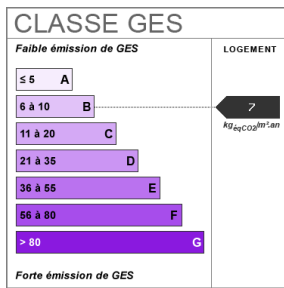 CLASSE GES
Faible émission de GES
LOGEMENT
≤ 5 A
6 à 10 B
7
kgéqCO2/m².an
11 à 20 C
21 à 35 D
36 à 55 E
56 à 80 F
> 80 G
Forte émission de GES